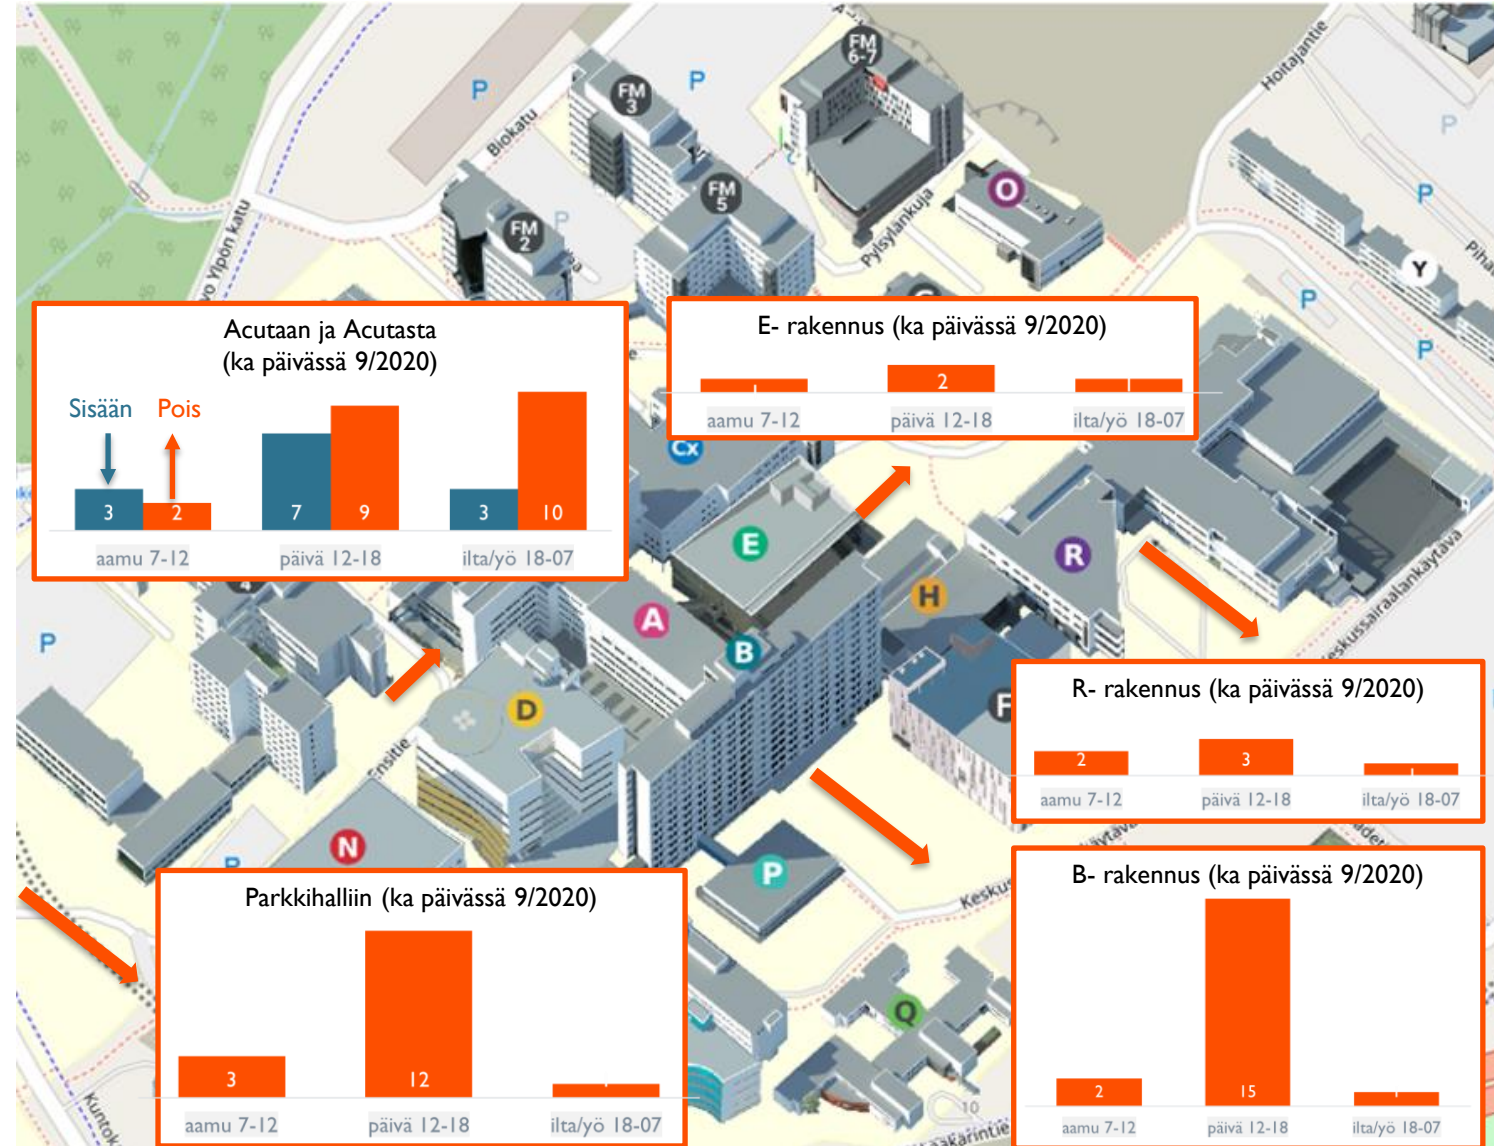 FM
6-7
Hoitajantie
P
P
FM
3
P
Biokatu
FM
5
O
P
Pylsylänkuja
P
FM
2
Y
P
Acutaan ja Acutasta
(ka päivässä 9/2020)
Sisään
Pois
3
2
7
9
3
10
aamu 7-12
päivä 12-18
ilta/yö 18-07
E- rakennus (ka päivässä 9/2020)
2
aamu 7-12
päivä 12-18
ilta/yö 18-07
P
Cx
E
R
H
A
B
P
D
F
Keskussairaalankäytävä
R- rakennus (ka päivässä 9/2020)
2
3
aamu 7-12
päivä 12-18
ilta/yö 18-07
N
P
P
Parkkihalliin (ka päivässä 9/2020)
3
12
aamu 7-12
päivä 12-18
ilta/yö 18-07
Q
10
B- rakennus (ka päivässä 9/2020)
2
15
aamu 7-12
päivä 12-18
ilta/yö 18-07